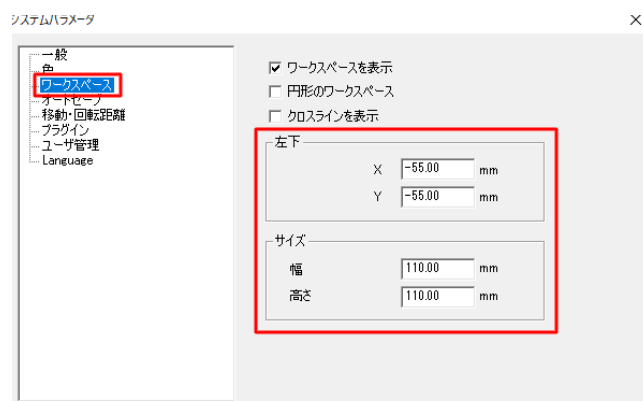 システムパラメータ
一般
色
ワークスペース
オートセーブ
移動・回転距離
プラグイン
ユーザ管理
Language
ワークスペースを表示
円形のワークスペース
クロスラインを表示
左下
X -55.00 mm
Y -55.00 mm
サイズ
幅 110.00 mm
高さ 110.00 mm